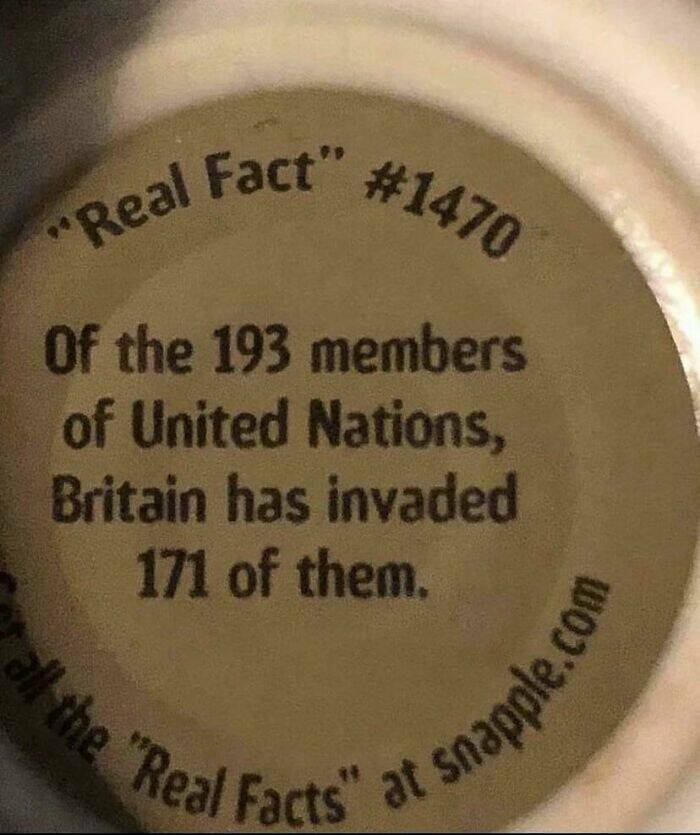 "Real Fact" #1470
Of the 193 members
of United Nations,
Britain has invaded
171 of them.
all the "Real Facts" at snapple.com